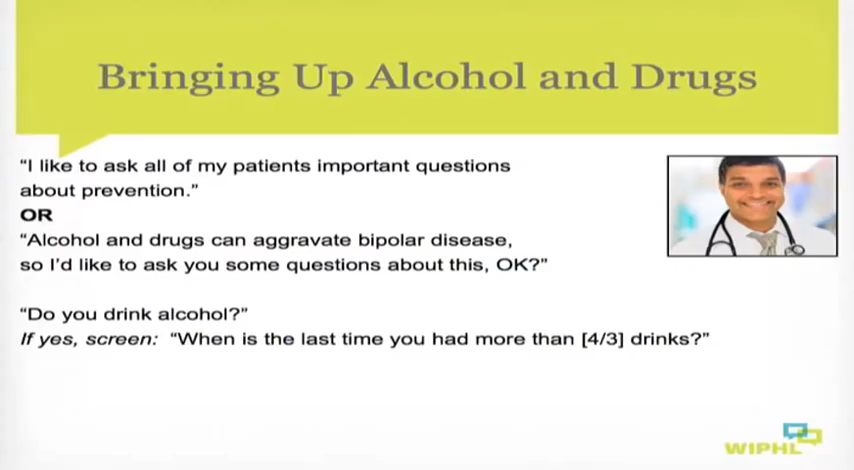 Bringing Up Alcohol and Drugs
“I like to ask all of my patients important questions
about prevention.”
OR
“Alcohol and drugs can aggravate bipolar disease,
so I’d like to ask you some questions about this, OK?”
“Do you drink alcohol?”
If yes, screen: “When is the last time you had more than [4/3] drinks?”
WIPHL